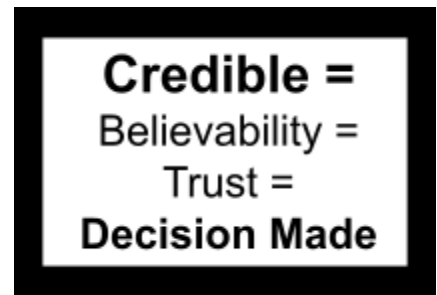 Credible =
Believability =
Trust =
Decision Made